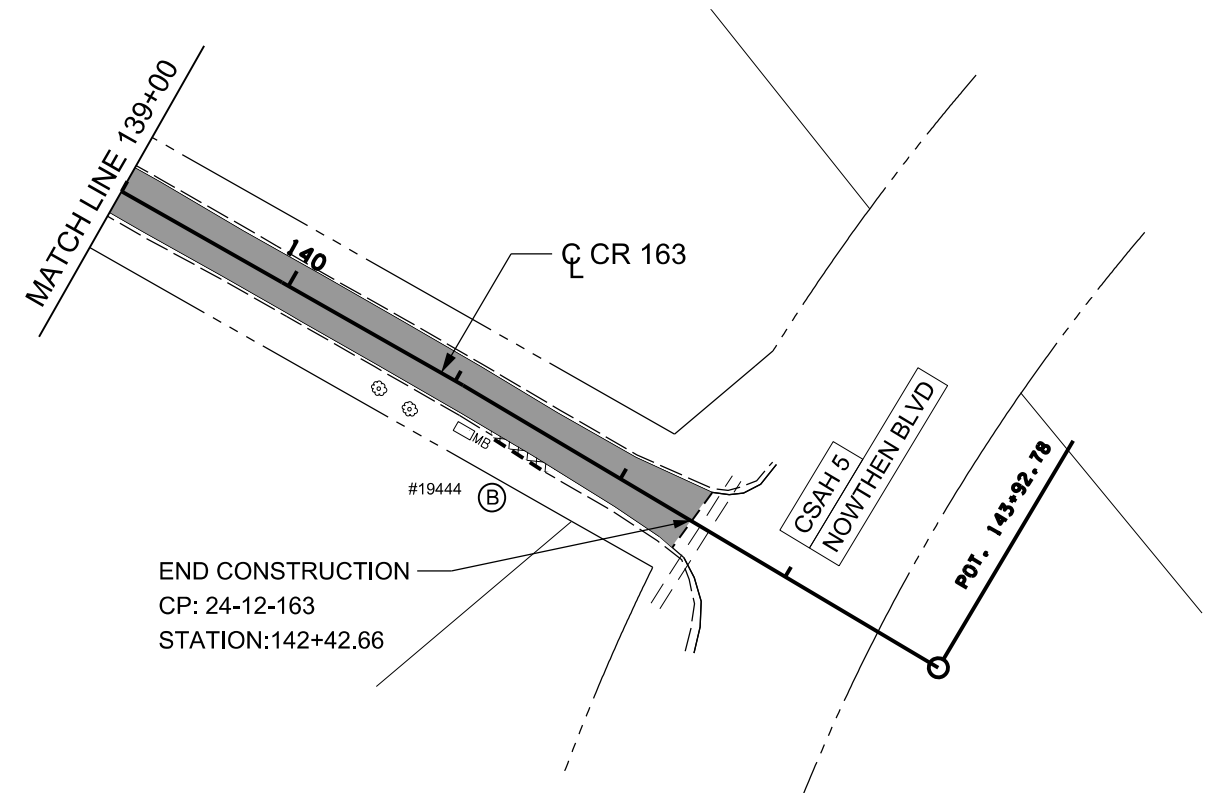 MATCH LINE 139+00
140
℄ CR 163
CSAH 5
NOWTHEN BLVD
POT. 143+92.78
MB
#19444
B
END CONSTRUCTION
CP: 24-12-163
STATION:142+42.66